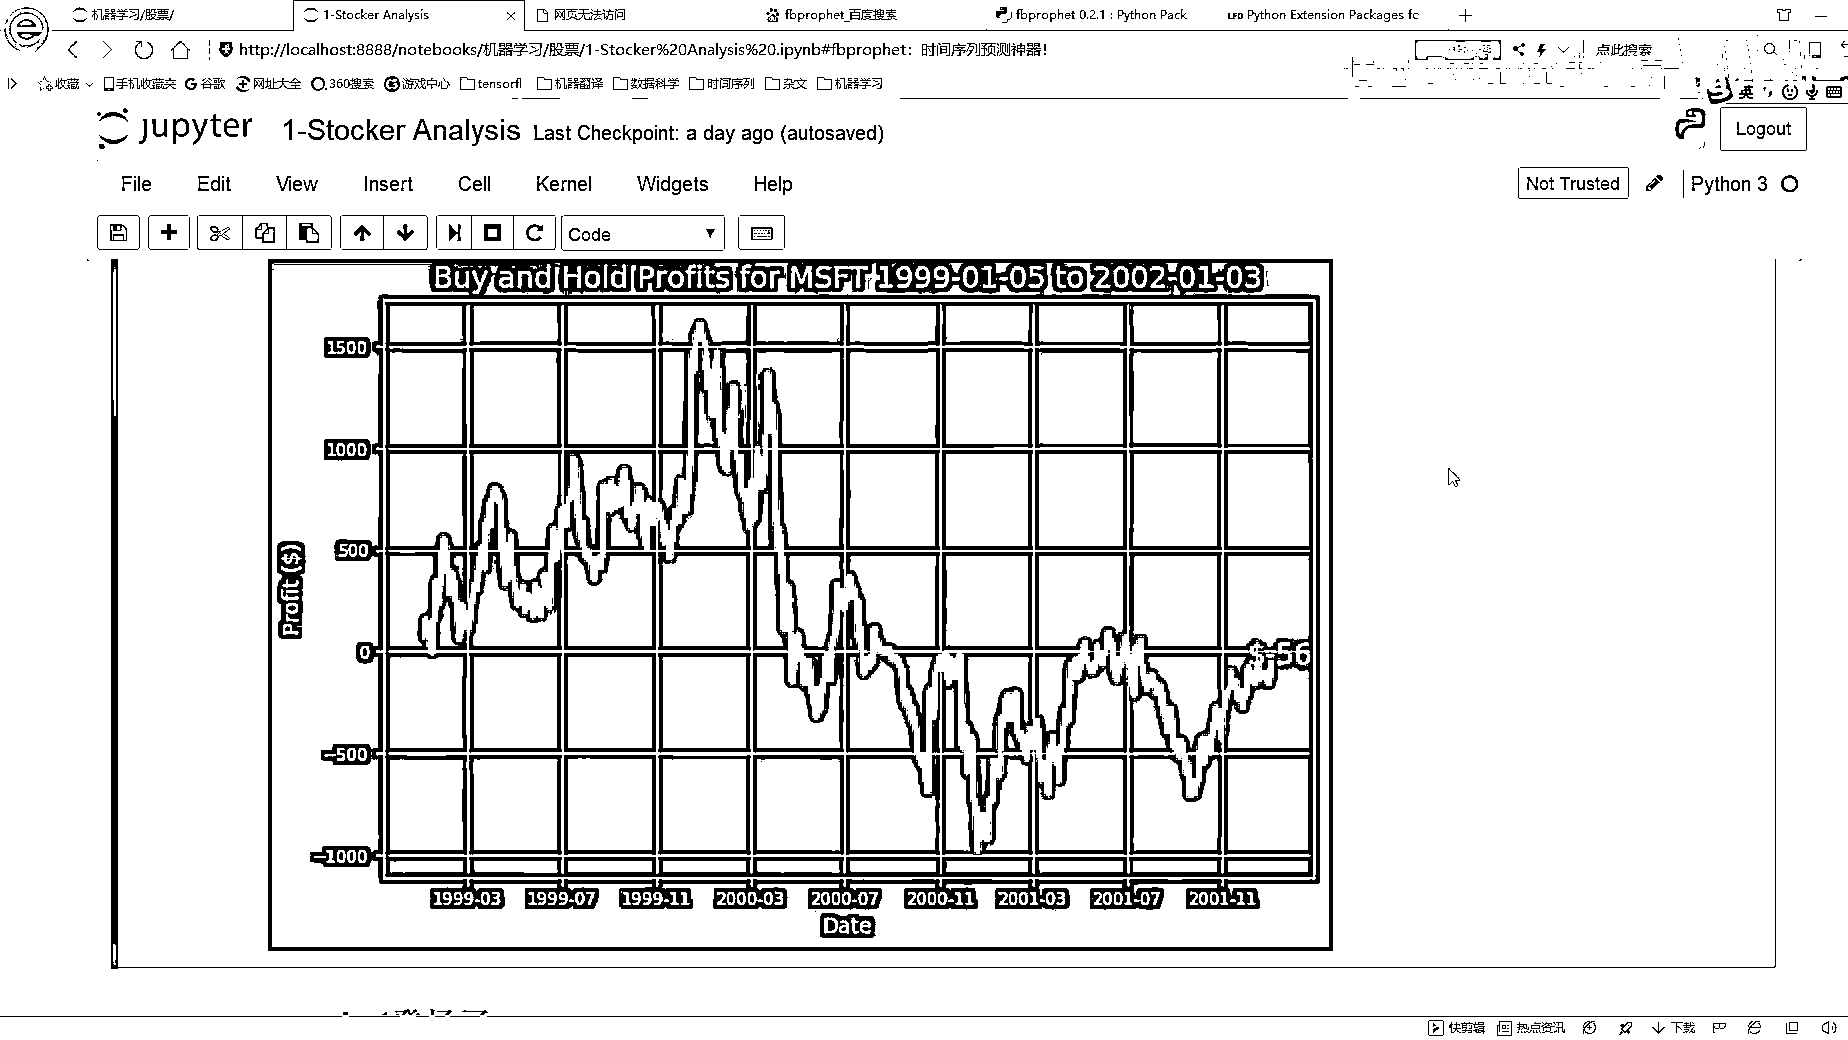 机器学习/股票/
1-Stocker Analysis
网页无法访问
fbprophet_百度搜索
fbprophet 0.2.1 : Python Pack
LFD Python Extension Packages fo
http://localhost:8888/notebooks/机器学习/股票/1-Stocker%20Analysis%20.ipynb#fbprophet：时间序列预测神器!
点此搜索
收藏 手机收藏夹 谷歌 网址大全 360搜索 游戏中心 tensorfl 机器翻译 数据科学 时间序列 杂文 机器学习
英
jupyter 1-Stocker Analysis Last Checkpoint: a day ago (autosaved)
Logout
File Edit View Insert Cell Kernel Widgets Help
Not Trusted
Python 3
Code
Buy and Hold Profits for MSFT 1999-01-05 to 2002-01-03
1500
1000
500
0
−500
−1000
Profit ($)
$-56
1999-03 1999-07 1999-11 2000-03 2000-07 2000-11 2001-03 2001-07 2001-11
Date
快剪辑 热点资讯 下载